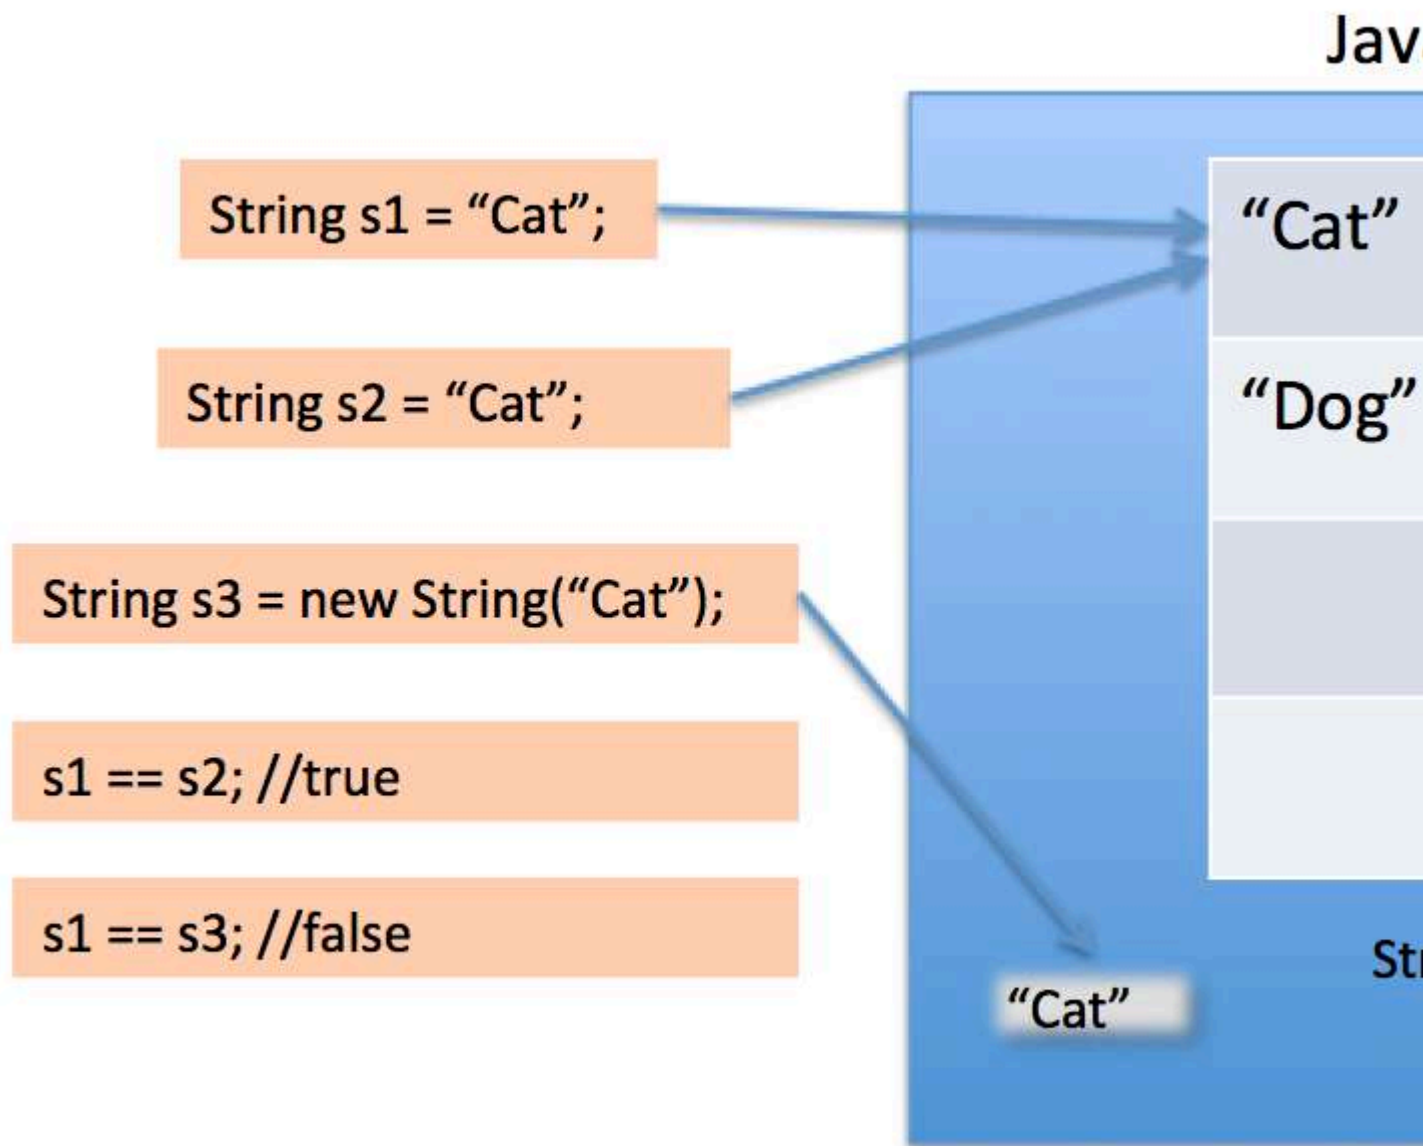 String s1 = “Cat”;
String s2 = “Cat”;
String s3 = new String(“Cat”);
s1 == s2; //true
s1 == s3; //false
“Cat”
“Dog”
“Cat”